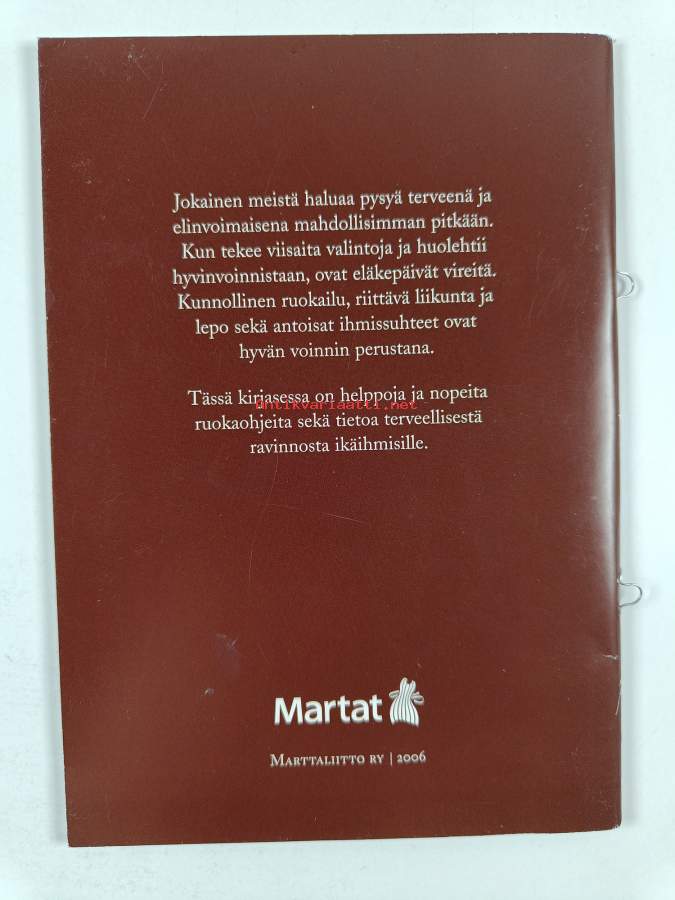 Jokainen meistä haluaa pysyä terveenä ja
elinvoimaisena mahdollisimman pitkään.
Kun tekee viisaita valintoja ja huolehtii
hyvinvoinnistaan, ovat eläkepäivät vireitä.
Kunnollinen ruokailu, riittävä liikunta ja
lepo sekä antoisat ihmissuhteet ovat
hyvän voinnin perustana.
Tässä kirjasessa on helppoja ja nopeita
Antikvariaatti.net
ruokaohjeita sekä tietoa terveellisestä
ravinnosta ikäihmisille.
Martat
Marttaliitto ry | 2006